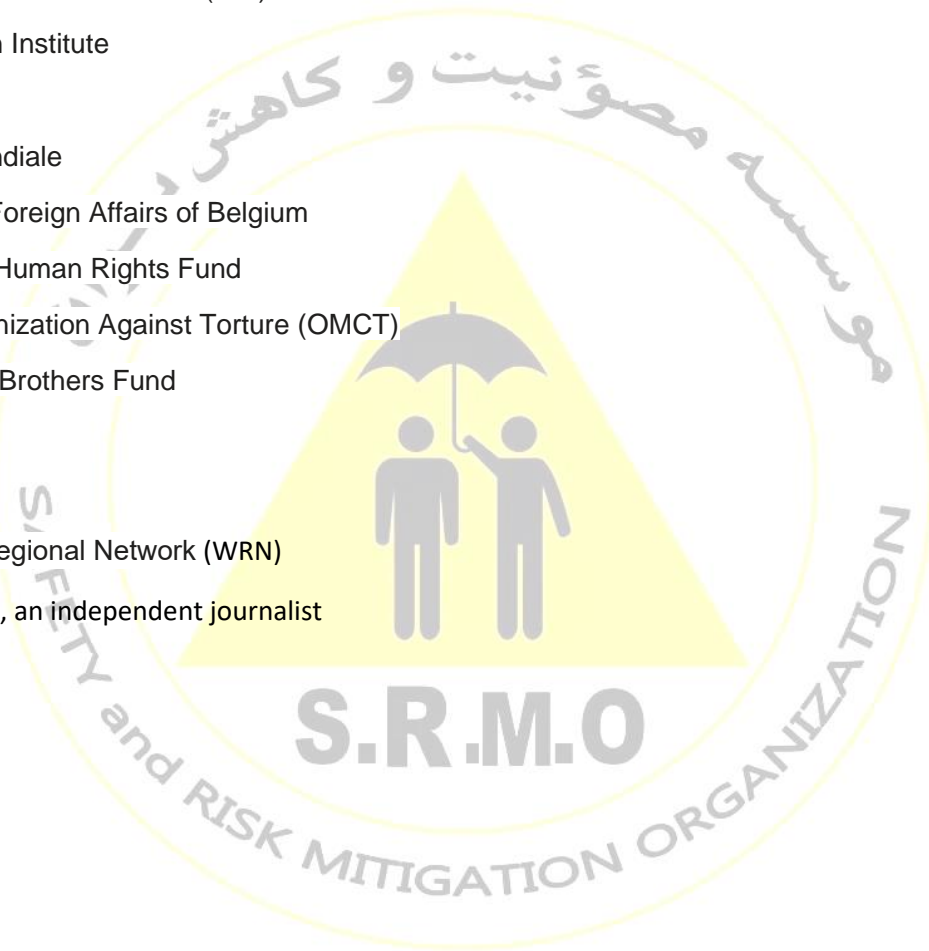 n Institute
ndiale
Foreign Affairs of Belgium
Human Rights Fund
nization Against Torture (OMCT)
Brothers Fund
egional Network (WRN)
, an independent journalist
موسسه مصؤنیت و کاهش
S.R.M.O
SAFETY and RISK MITIGATION ORGANIZATION